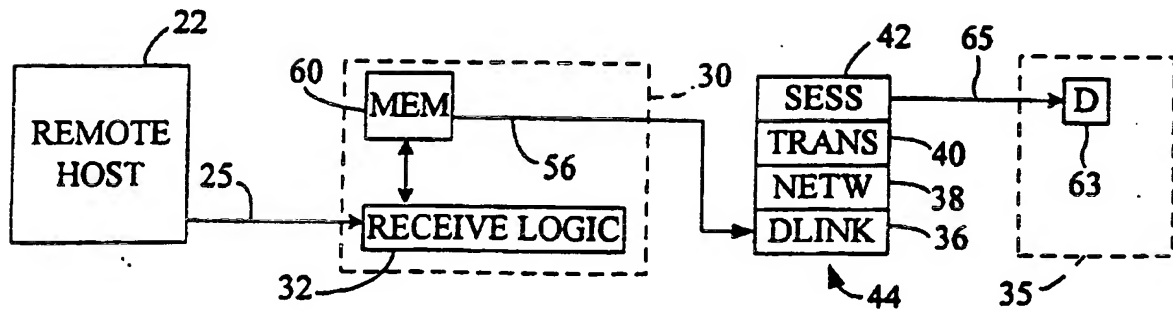 22
REMOTE
HOST
25
60
MEM
30
56
RECEIVE LOGIC
32
42
SESS
TRANS
40
NETW
38
DLINK
36
44
65
D
63
35